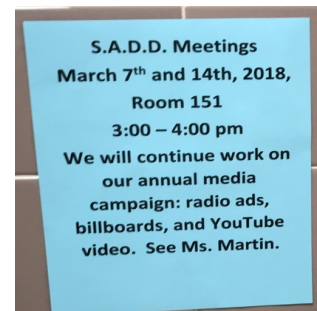 S.A.D.D. Meetings
March 7th and 14th, 2018,
Room 151
3:00 – 4:00 pm
We will continue work on
our annual media
campaign: radio ads,
billboards, and YouTube
video.  See Ms. Martin.